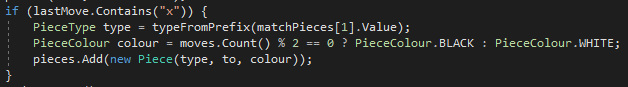 if (lastMove.Contains("x")) {
PieceType type = typeFromPrefix(matchPieces[1].Value);
PieceColour colour = moves.Count() % 2 == 0 ? PieceColour.BLACK : PieceColour.WHITE;
pieces.Add(new Piece(type, to, colour));
}